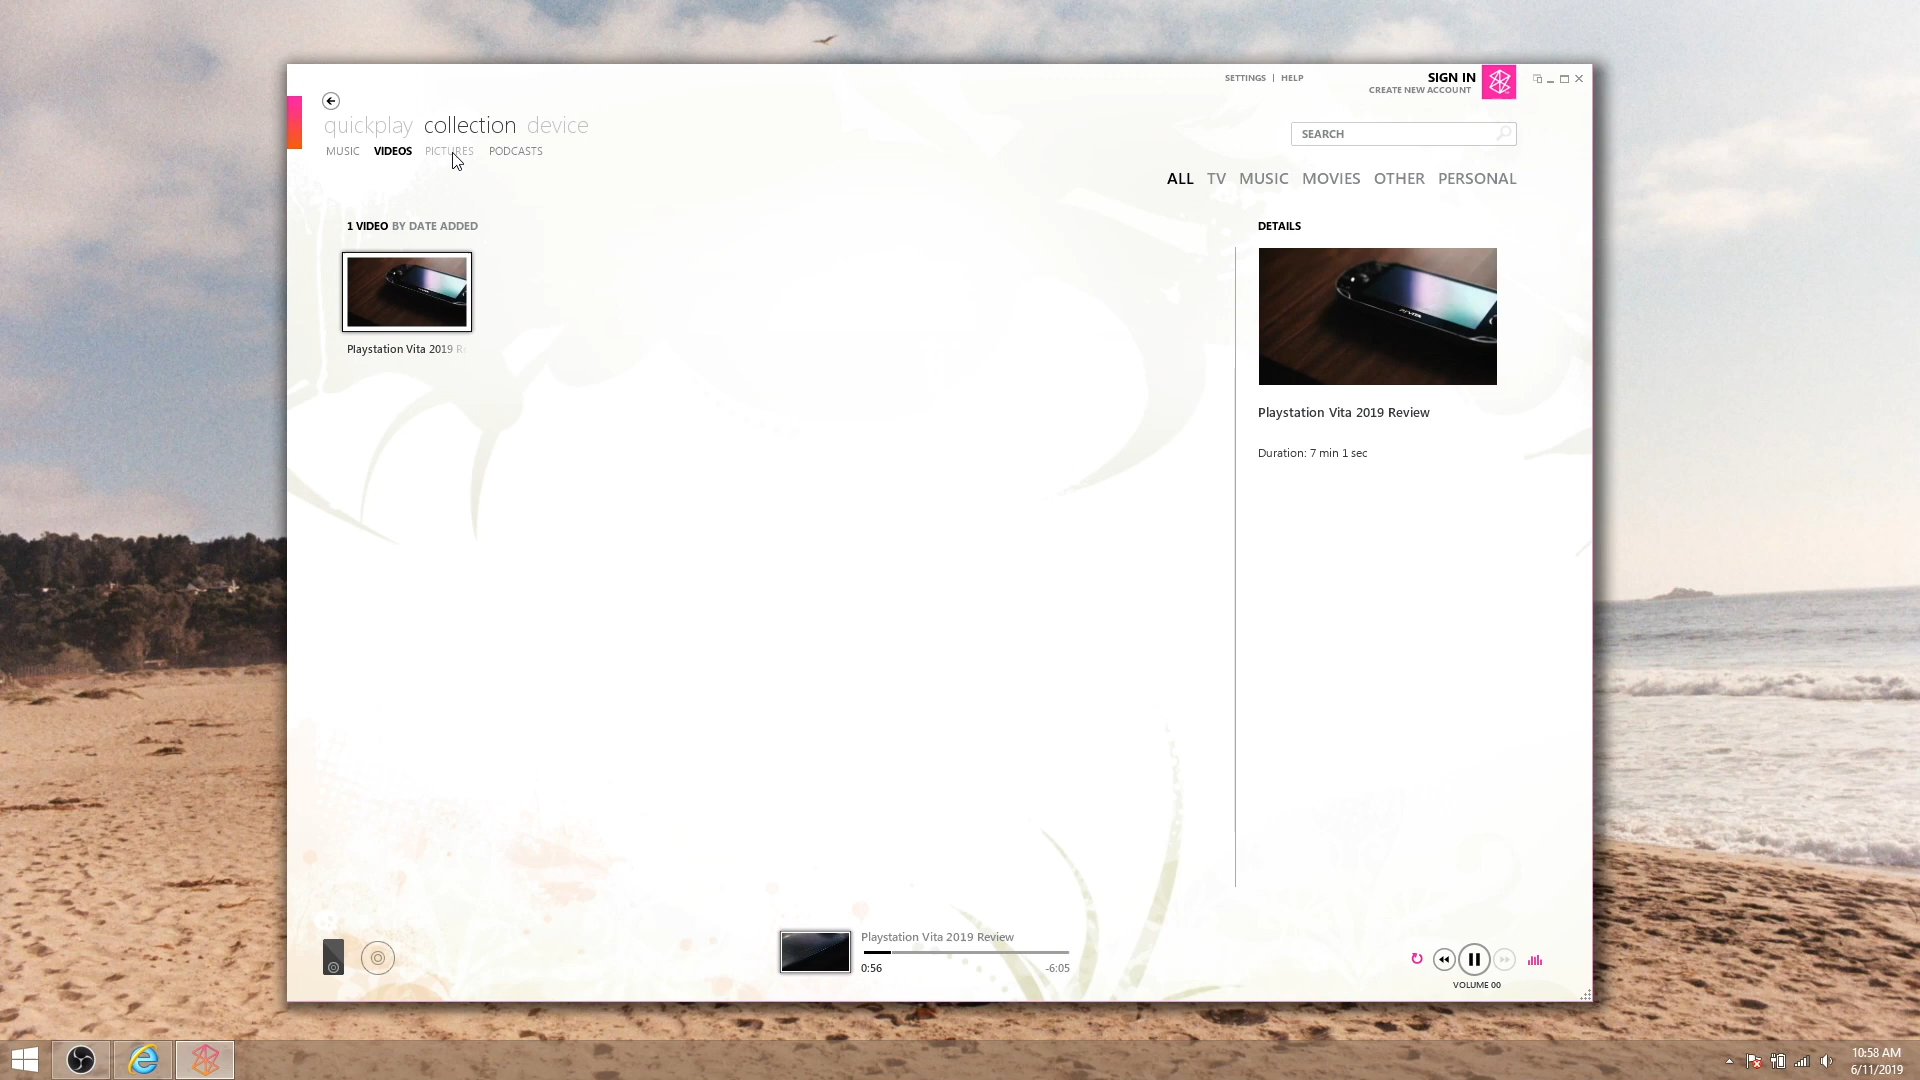 SETTINGS | HELP
SIGN IN
CREATE NEW ACCOUNT
quickplay collection device
MUSIC VIDEOS PICTURES PODCASTS
SEARCH
ALL TV MUSIC MOVIES OTHER PERSONAL
1 VIDEO BY DATE ADDED
Playstation Vita 2019 Re
DETAILS
PSVITA
Playstation Vita 2019 Review
Duration: 7 min 1 sec
Playstation Vita 2019 Review
0:56
-6:05
VOLUME 00
10:58 AM
6/11/2019